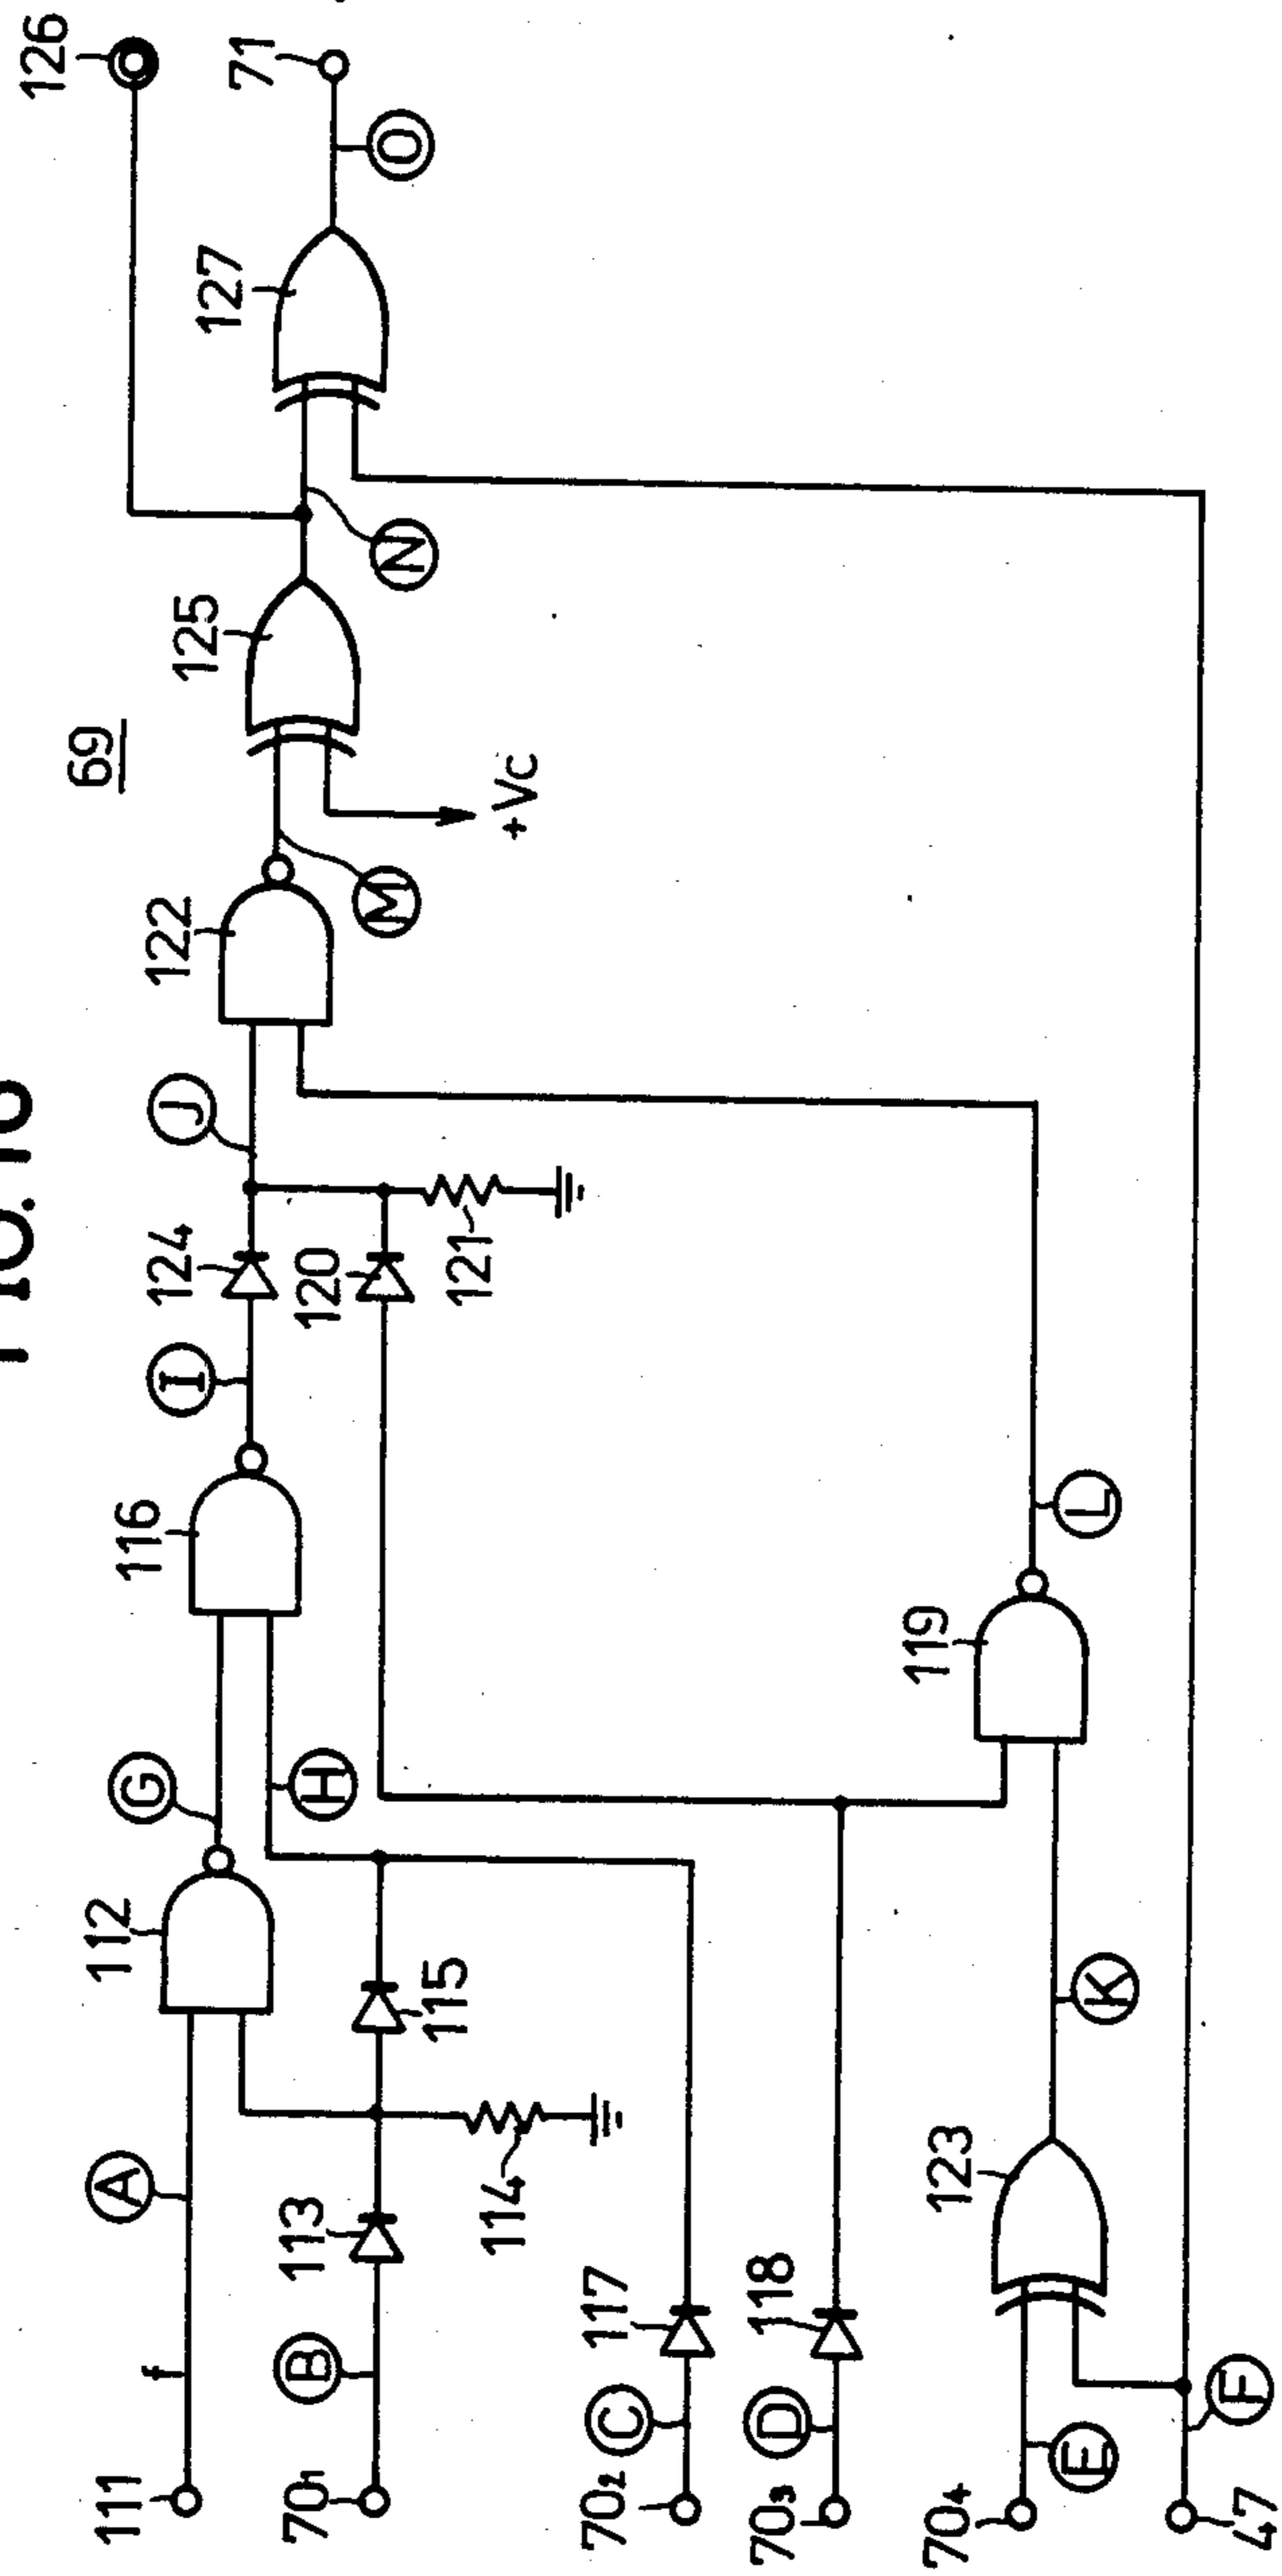 FIG.
69
126
71
O
127
N
125
+Vc
M
122
J
124
120
121
I
116
G
H
112
115
A
f
111
113
B
70₁
114
117
C
70₂
118
D
70₃
119
L
K
123
E
70₄
F
47